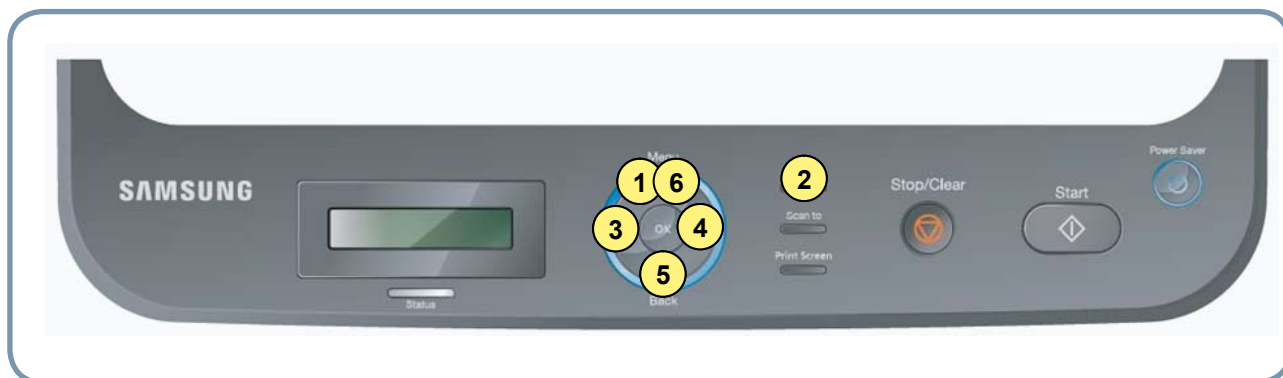 Menu
1 6
2
SAMSUNG
Stop/Clear
Start
Power Saver
3
OK
4
Scan to
5
Print Screen
Status
Back